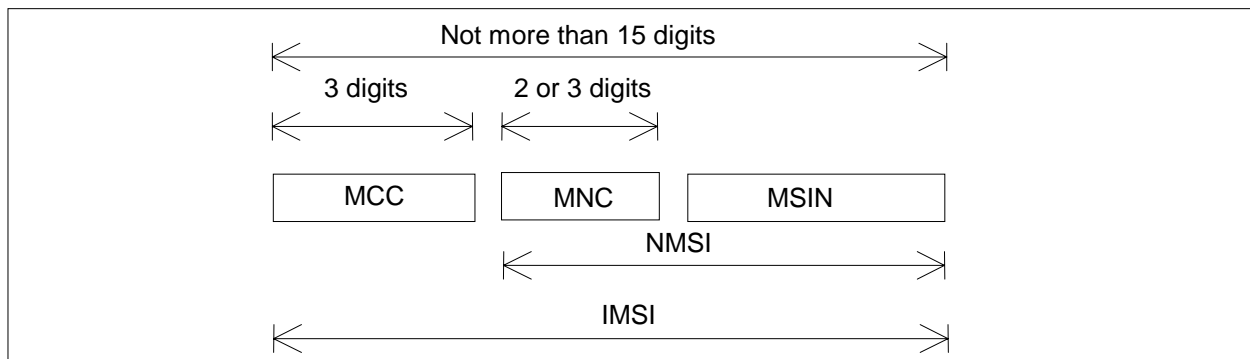 Not more than 15 digits
3 digits
2 or 3 digits
MCC
MNC
MSIN
NMSI
IMSI